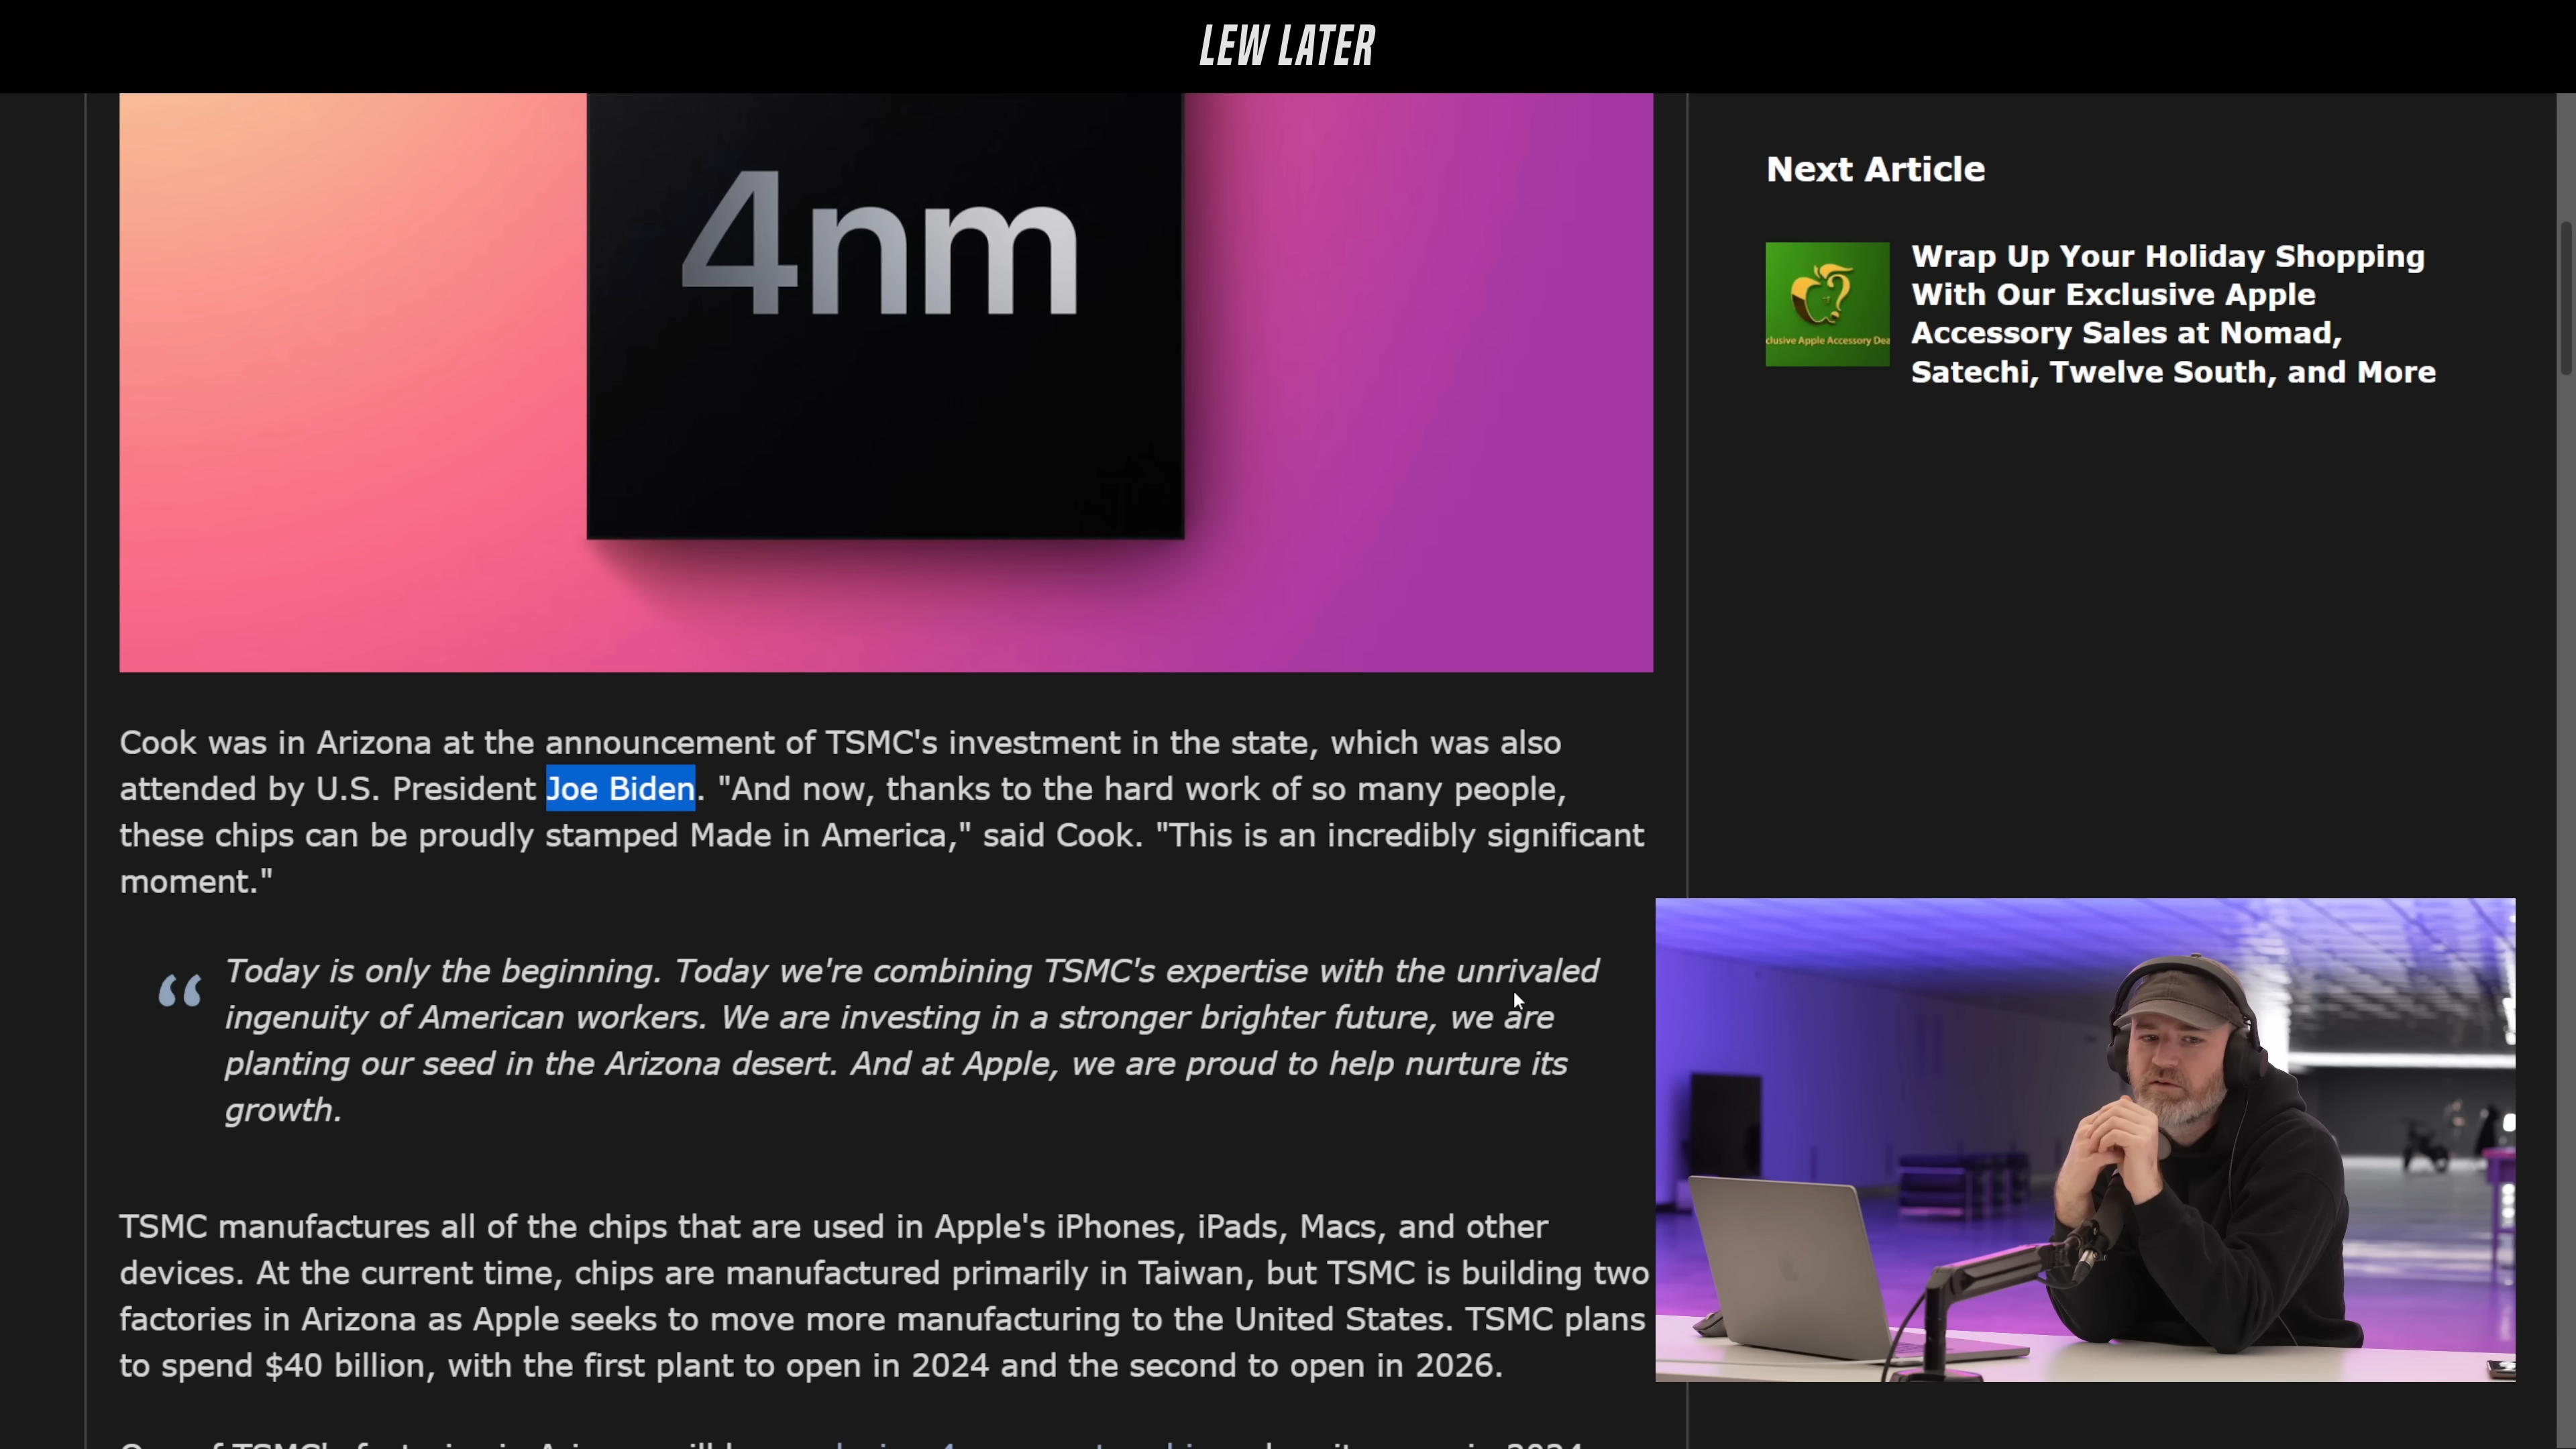 LEW LATER
4nm
Next Article
Wrap Up Your Holiday Shopping
With Our Exclusive Apple
Accessory Sales at Nomad,
Satechi, Twelve South, and More
clusive Apple Accessory Dea
Cook was in Arizona at the announcement of TSMC's investment in the state, which was also
attended by U.S. President Joe Biden. "And now, thanks to the hard work of so many people,
these chips can be proudly stamped Made in America," said Cook. "This is an incredibly significant
moment."
“ Today is only the beginning. Today we're combining TSMC's expertise with the unrivaled
ingenuity of American workers. We are investing in a stronger brighter future, we are
planting our seed in the Arizona desert. And at Apple, we are proud to help nurture its
growth.
TSMC manufactures all of the chips that are used in Apple's iPhones, iPads, Macs, and other
devices. At the current time, chips are manufactured primarily in Taiwan, but TSMC is building two
factories in Arizona as Apple seeks to move more manufacturing to the United States. TSMC plans
to spend $40 billion, with the first plant to open in 2024 and the second to open in 2026.